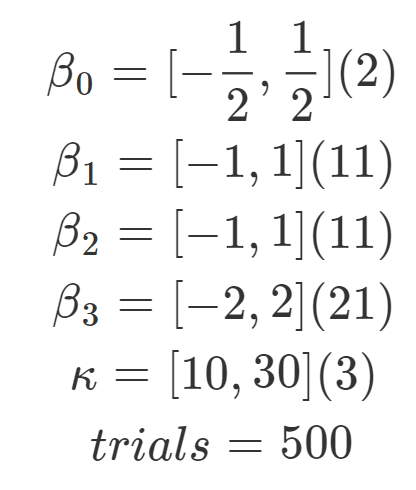 β₀ = [−1/2, 1/2](2)
β₁ = [−1, 1](11)
β₂ = [−1, 1](11)
β₃ = [−2, 2](21)
κ = [10, 30](3)
trials = 500